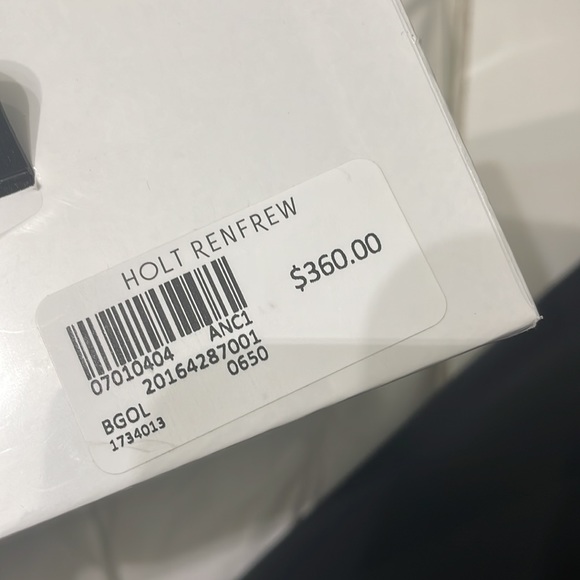 HOLT RENFREW
$360.00
07010404 ANC1
20164287001
0650
BGOL
1734013